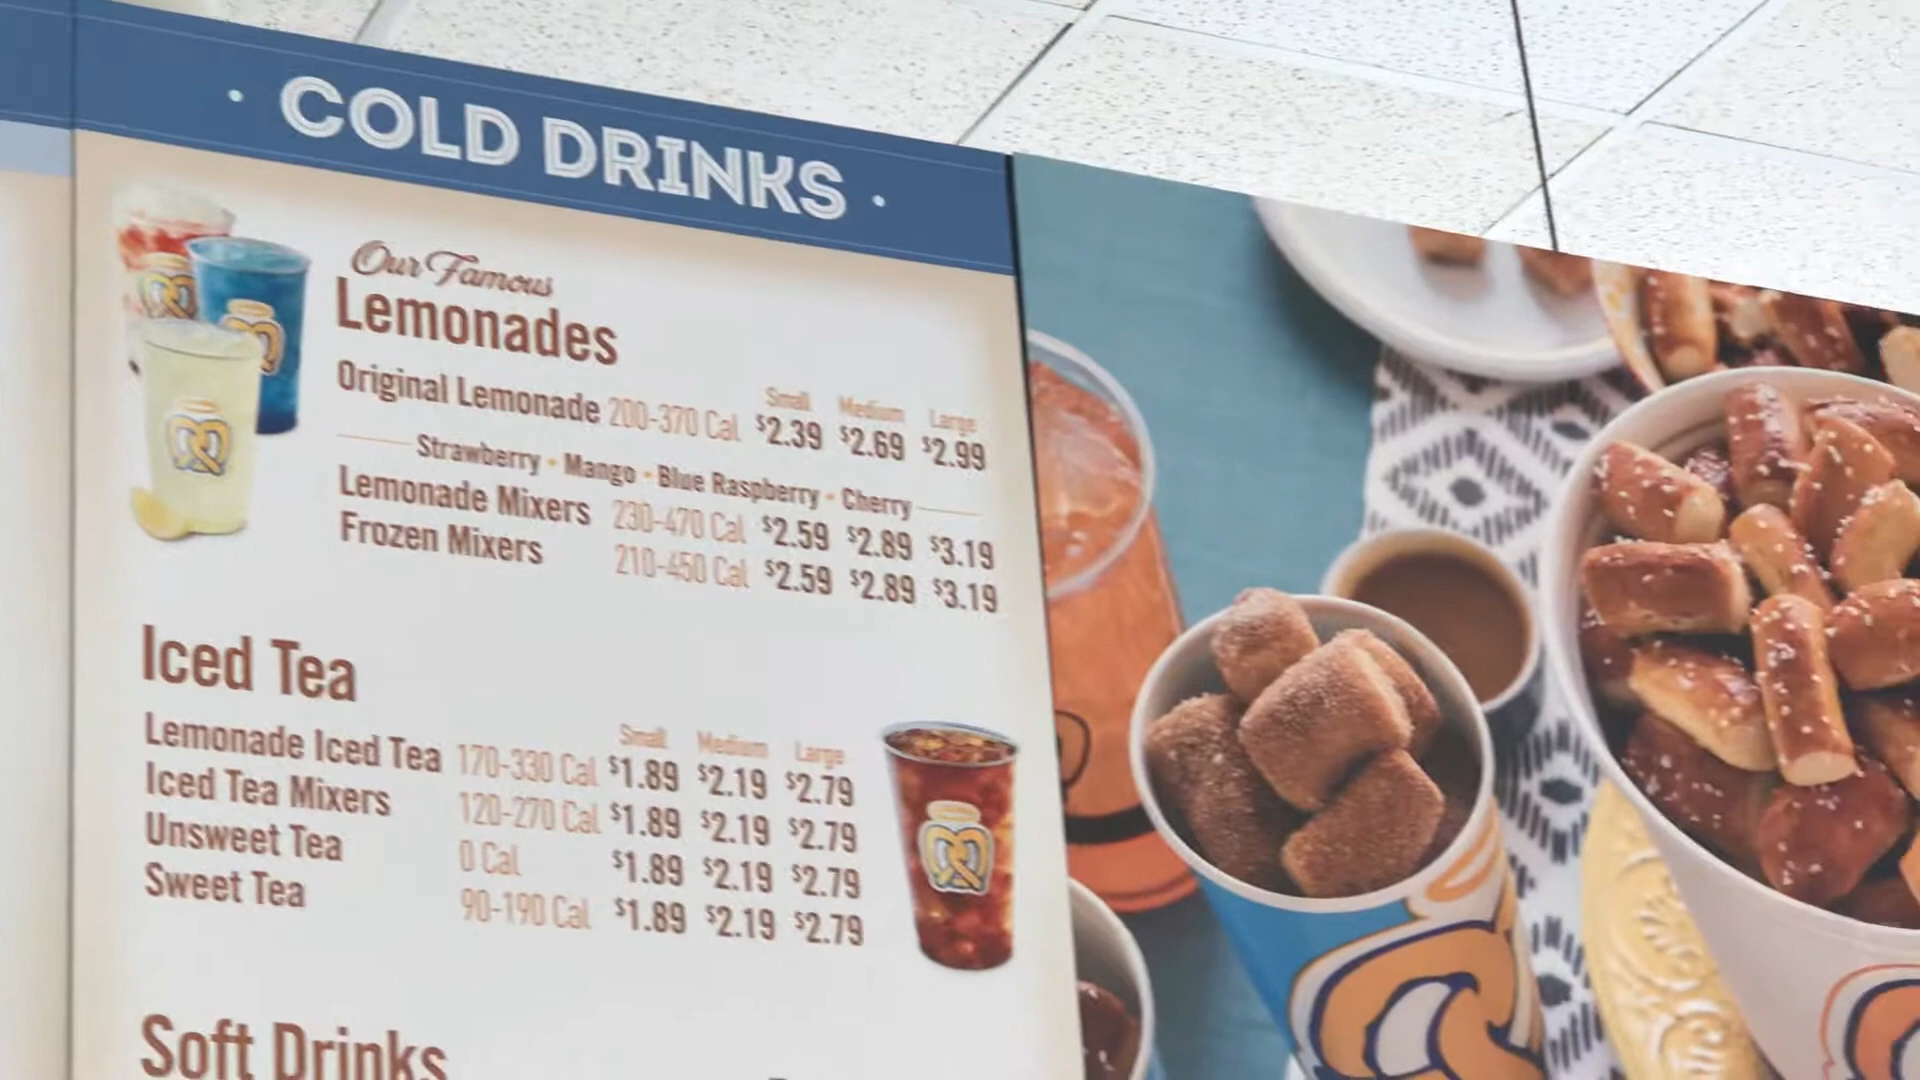 · COLD DRINKS ·
Our Famous
Lemonades
Small Medium Large
Original Lemonade 200-370 Cal $2.39 $2.69 $2.99
Strawberry • Mango • Blue Raspberry • Cherry
Lemonade Mixers 230-470 Cal $2.59 $2.89 $3.19
Frozen Mixers 210-450 Cal $2.59 $2.89 $3.19
Iced Tea
Small Medium Large
Lemonade Iced Tea 170-330 Cal $1.89 $2.19 $2.79
Iced Tea Mixers 120-270 Cal $1.89 $2.19 $2.79
Unsweet Tea 0 Cal $1.89 $2.19 $2.79
Sweet Tea 90-190 Cal $1.89 $2.19 $2.79
Soft Drinks